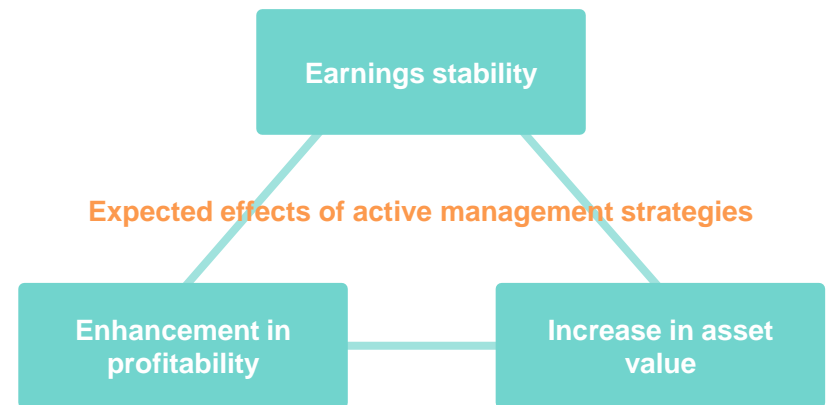 Earnings stability
Expected effects of active management strategies
Enhancement in
profitability
Increase in asset
value